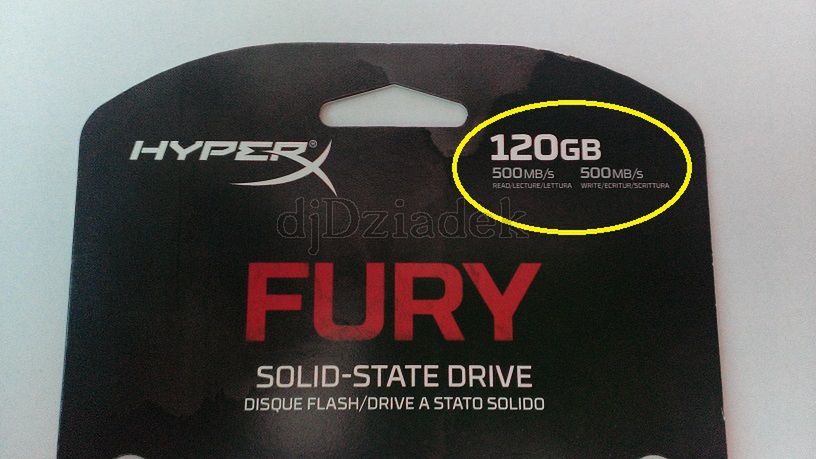 HYPERX®
120GB
500MB/s 500MB/s
READ/LECTURE/LETTURA WRITE/ECRITUR/SCRITTURA
djDziadek
FURY
SOLID-STATE DRIVE
DISQUE FLASH/DRIVE A STATO SOLIDO